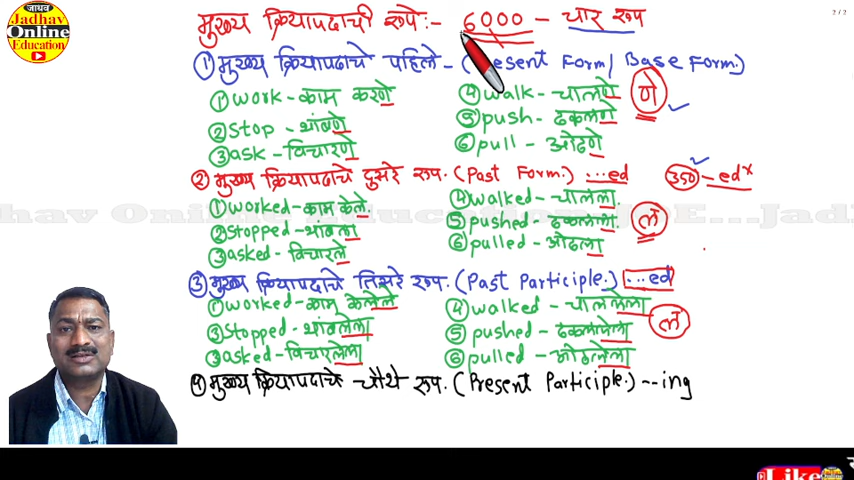 जाधव
Jadhav
Online
Education
मुख्य क्रियापदाची रूपे:- 6000 - चार रूप
2/2
① मुख्य क्रियापदाचे पहिले - (Present Form/ Base Form.)
① work - काम करणे ④ walk - चालणे णे
② stop - थांबणे ⑤ push - ढकलणे
③ ask - विचारणे ⑥ pull - ओढणे
② मुख्य क्रियापदाचे दुसरे रूप. (Past Form.) ...ed 350 - ed x
① worked - काम केले. ④ walked - चालला.
② stopped - थांबला ⑤ pushed - ढकलला ल
③ asked - विचारले ⑥ pulled - ओढला
③ मुख्य क्रियापदाचे तिसरे रूप. (Past Participle.) ...ed
① worked - काम केलेले ④ walked - चाललेला
② stopped - थांबलेला ⑤ pushed - ढकललेला ल
③ asked - विचारलेला ⑥ pulled - ओढलेला
④ मुख्य क्रियापदाचे चौथे रूप. (Present Participle.) --ing
Like